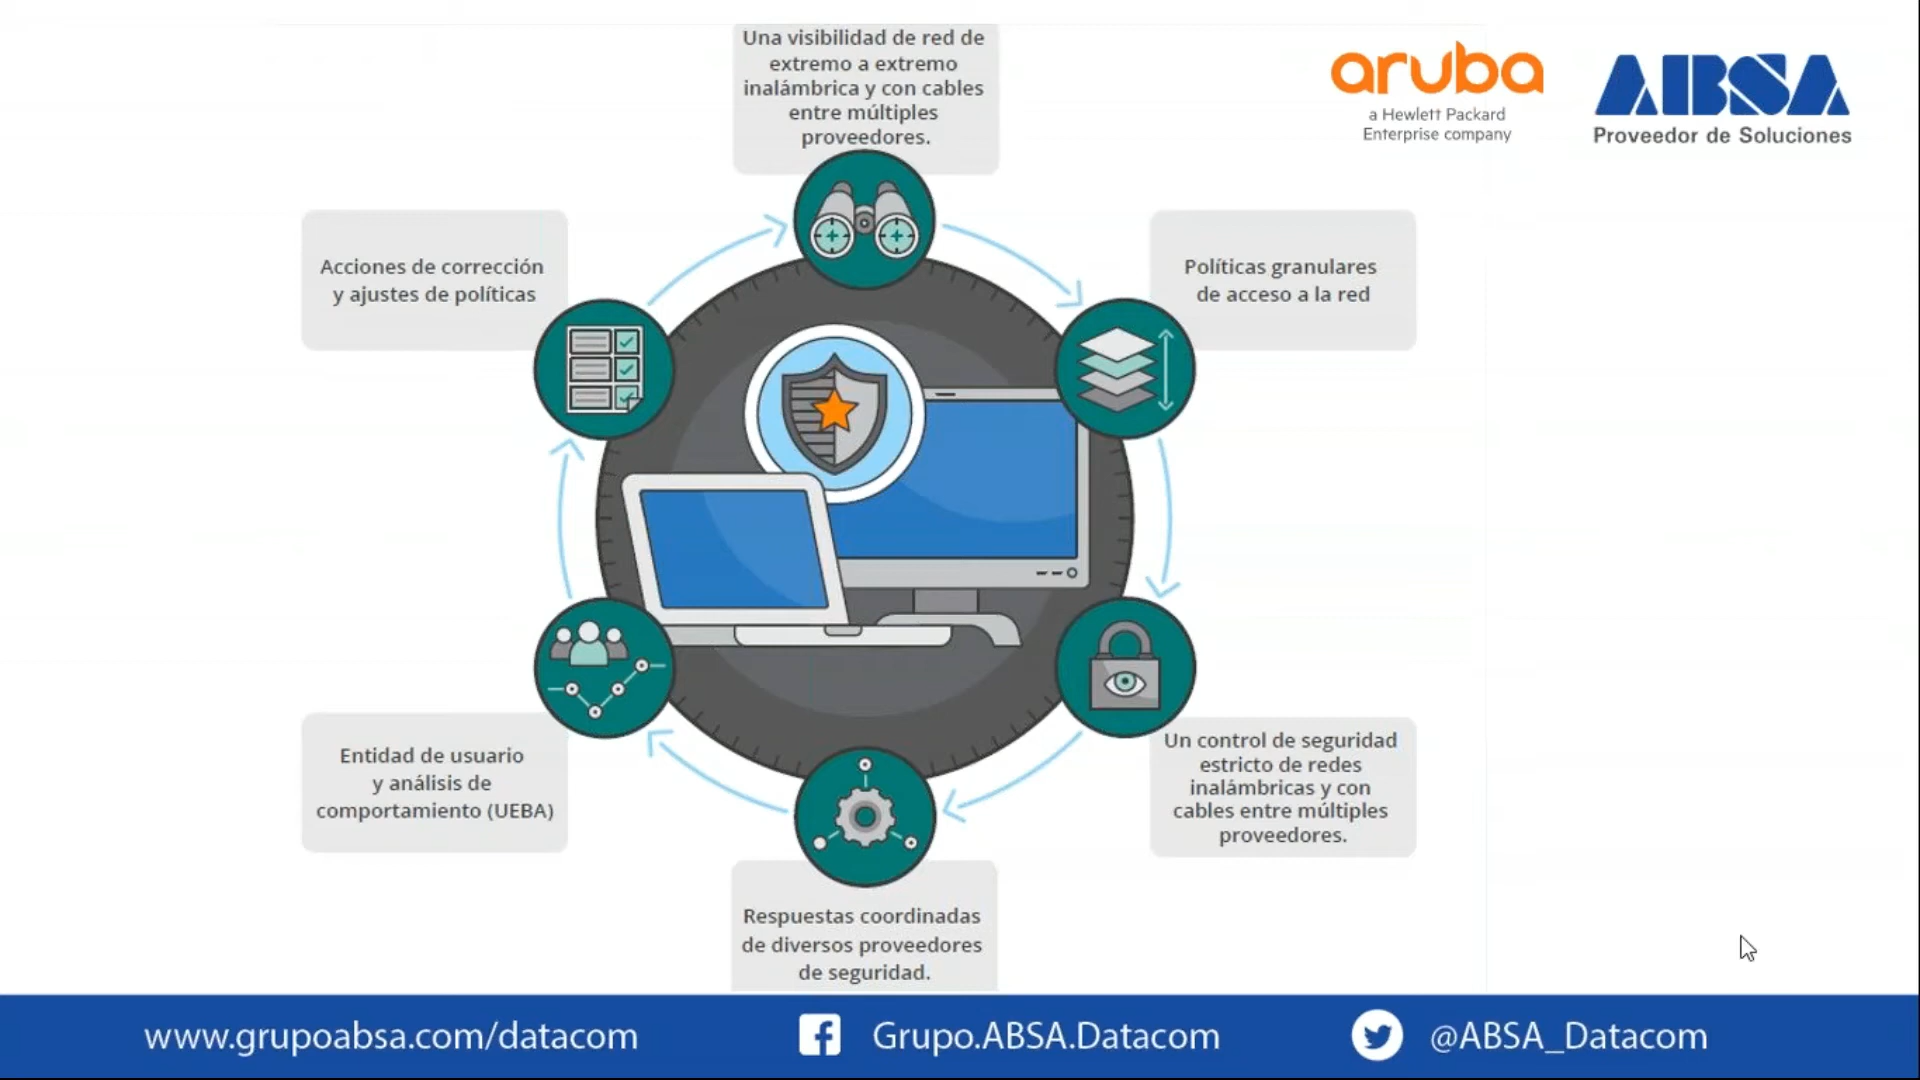 Una visibilidad de red de
extremo a extremo
inalámbrica y con cables
entre múltiples
proveedores.
aruba
a Hewlett Packard
Enterprise company
ABSA
Proveedor de Soluciones
Acciones de corrección
y ajustes de políticas
Políticas granulares
de acceso a la red
Entidad de usuario
y análisis de
comportamiento (UEBA)
Un control de seguridad
estricto de redes
inalámbricas y con
cables entre múltiples
proveedores.
Respuestas coordinadas
de diversos proveedores
de seguridad.
www.grupoabsa.com/datacom
Grupo.ABSA.Datacom
@ABSA_Datacom